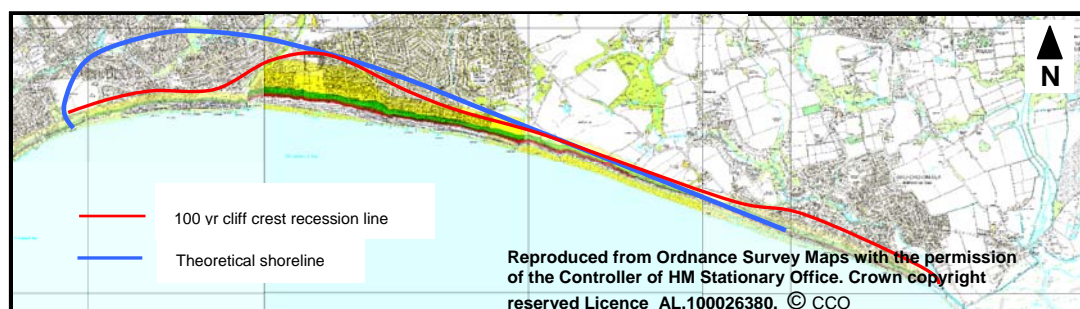 N
100 yr cliff crest recession line
Theoretical shoreline
Reproduced from Ordnance Survey Maps with the permission
of the Controller of HM Stationary Office. Crown copyright
reserved Licence AL.100026380. © CCO